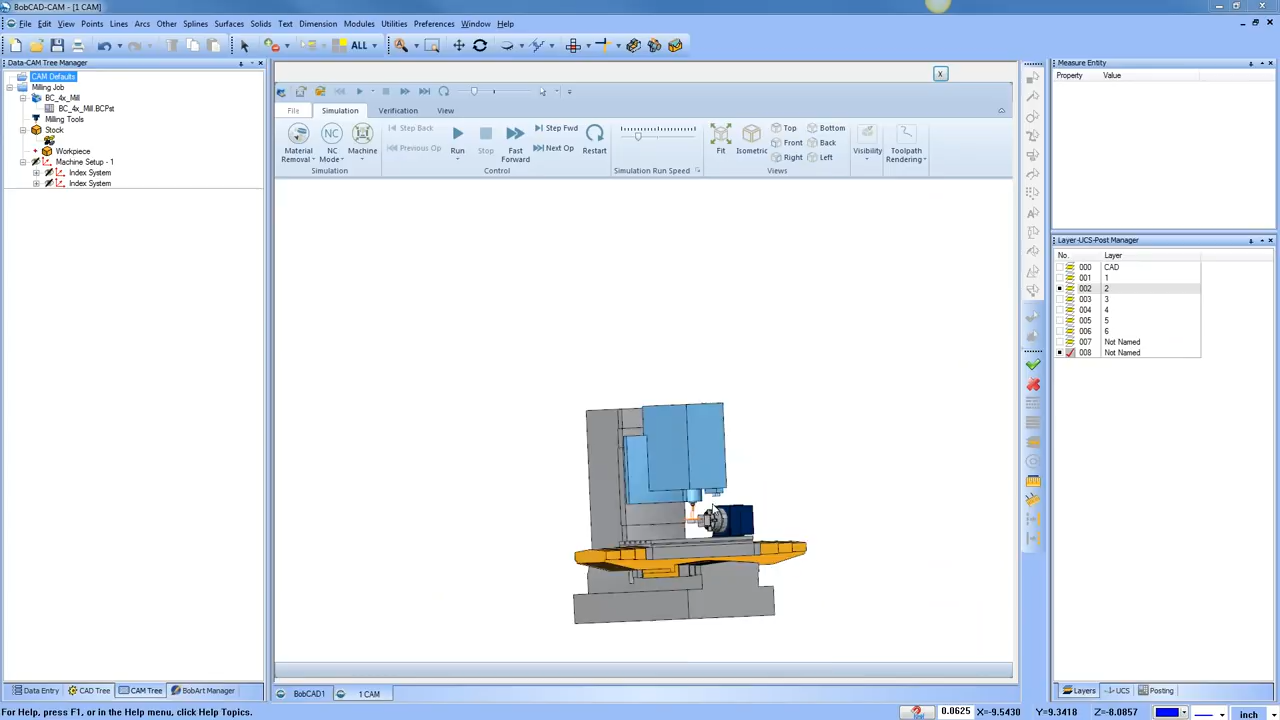 BobCAD-CAM - [1 CAM]
File Edit View Points Lines Arcs Other Splines Surfaces Solids Text Dimension Modules Utilities Preferences Window Help
ALL
Data-CAM Tree Manager
CAM Defaults
Milling Job
BC_4x_Mill
BC_4x_Mill.BCPst
Milling Tools
Stock
Workpiece
Machine Setup - 1
Index System
Index System
Data Entry CAD Tree CAM Tree BobArt Manager
File Simulation Verification View
Material Removal
NC Mode
Machine
Simulation
Step Back
Previous Op
Run
Stop
Fast Forward
Step Fwd
Next Op
Restart
Control
Simulation Run Speed
Fit
Isometric
Top
Front
Right
Bottom
Back
Left
Views
Visibility
Toolpath Rendering
BobCAD1 1 CAM
Measure Entity
Property Value
Layer-UCS-Post Manager
No. Layer
000 CAD
001 1
002 2
003 3
004 4
005 5
006 6
007 Not Named
008 Not Named
Layers UCS Posting
For Help, press F1, or in the Help menu, click Help Topics.
0.0625 X=-9.5430 Y=9.3418 Z=-8.0857 inch